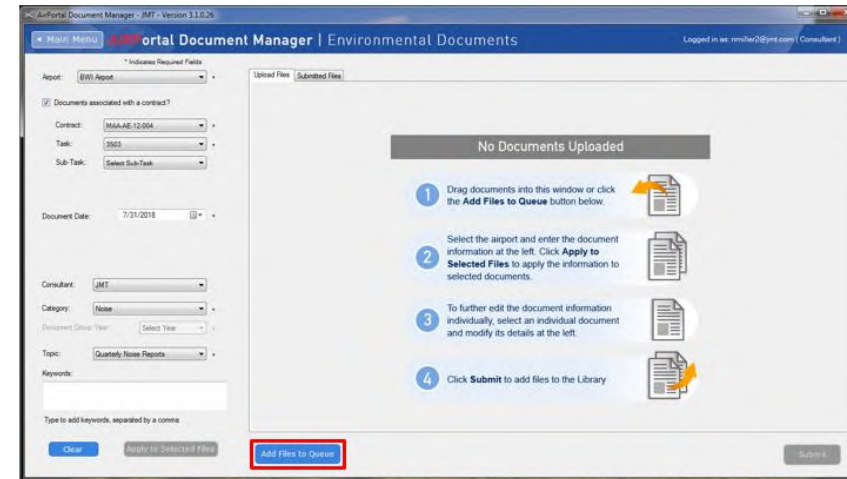 AirPortal Document Manager - JMT - Version 3.1.0.26
Main Menu
AIRPortal Document Manager | Environmental Documents
Logged in as: nmiller2@jmt.com ( Consultant )
* Indicates Required Fields
Airport: BWI Airport *
Documents associated with a contract?
Contract: MAA-AE-12-004 *
Task: 3503 *
Sub-Task: Select Sub-Task
Document Date: 7/31/2018 *
Consultant: JMT
Category: Noise *
Document Group Year: Select Year *
Topic: Quarterly Noise Reports *
Keywords:
Type to add keywords, separated by a comma
Clear
Apply to Selected Files
Upload Files
Submitted Files
No Documents Uploaded
1
Drag documents into this window or click
the Add Files to Queue button below.
2
Select the airport and enter the document
information at the left. Click Apply to
Selected Files to apply the information to
selected documents.
3
To further edit the document information
individually, select an individual document
and modify its details at the left.
4
Click Submit to add files to the Library
Add Files to Queue
Submit